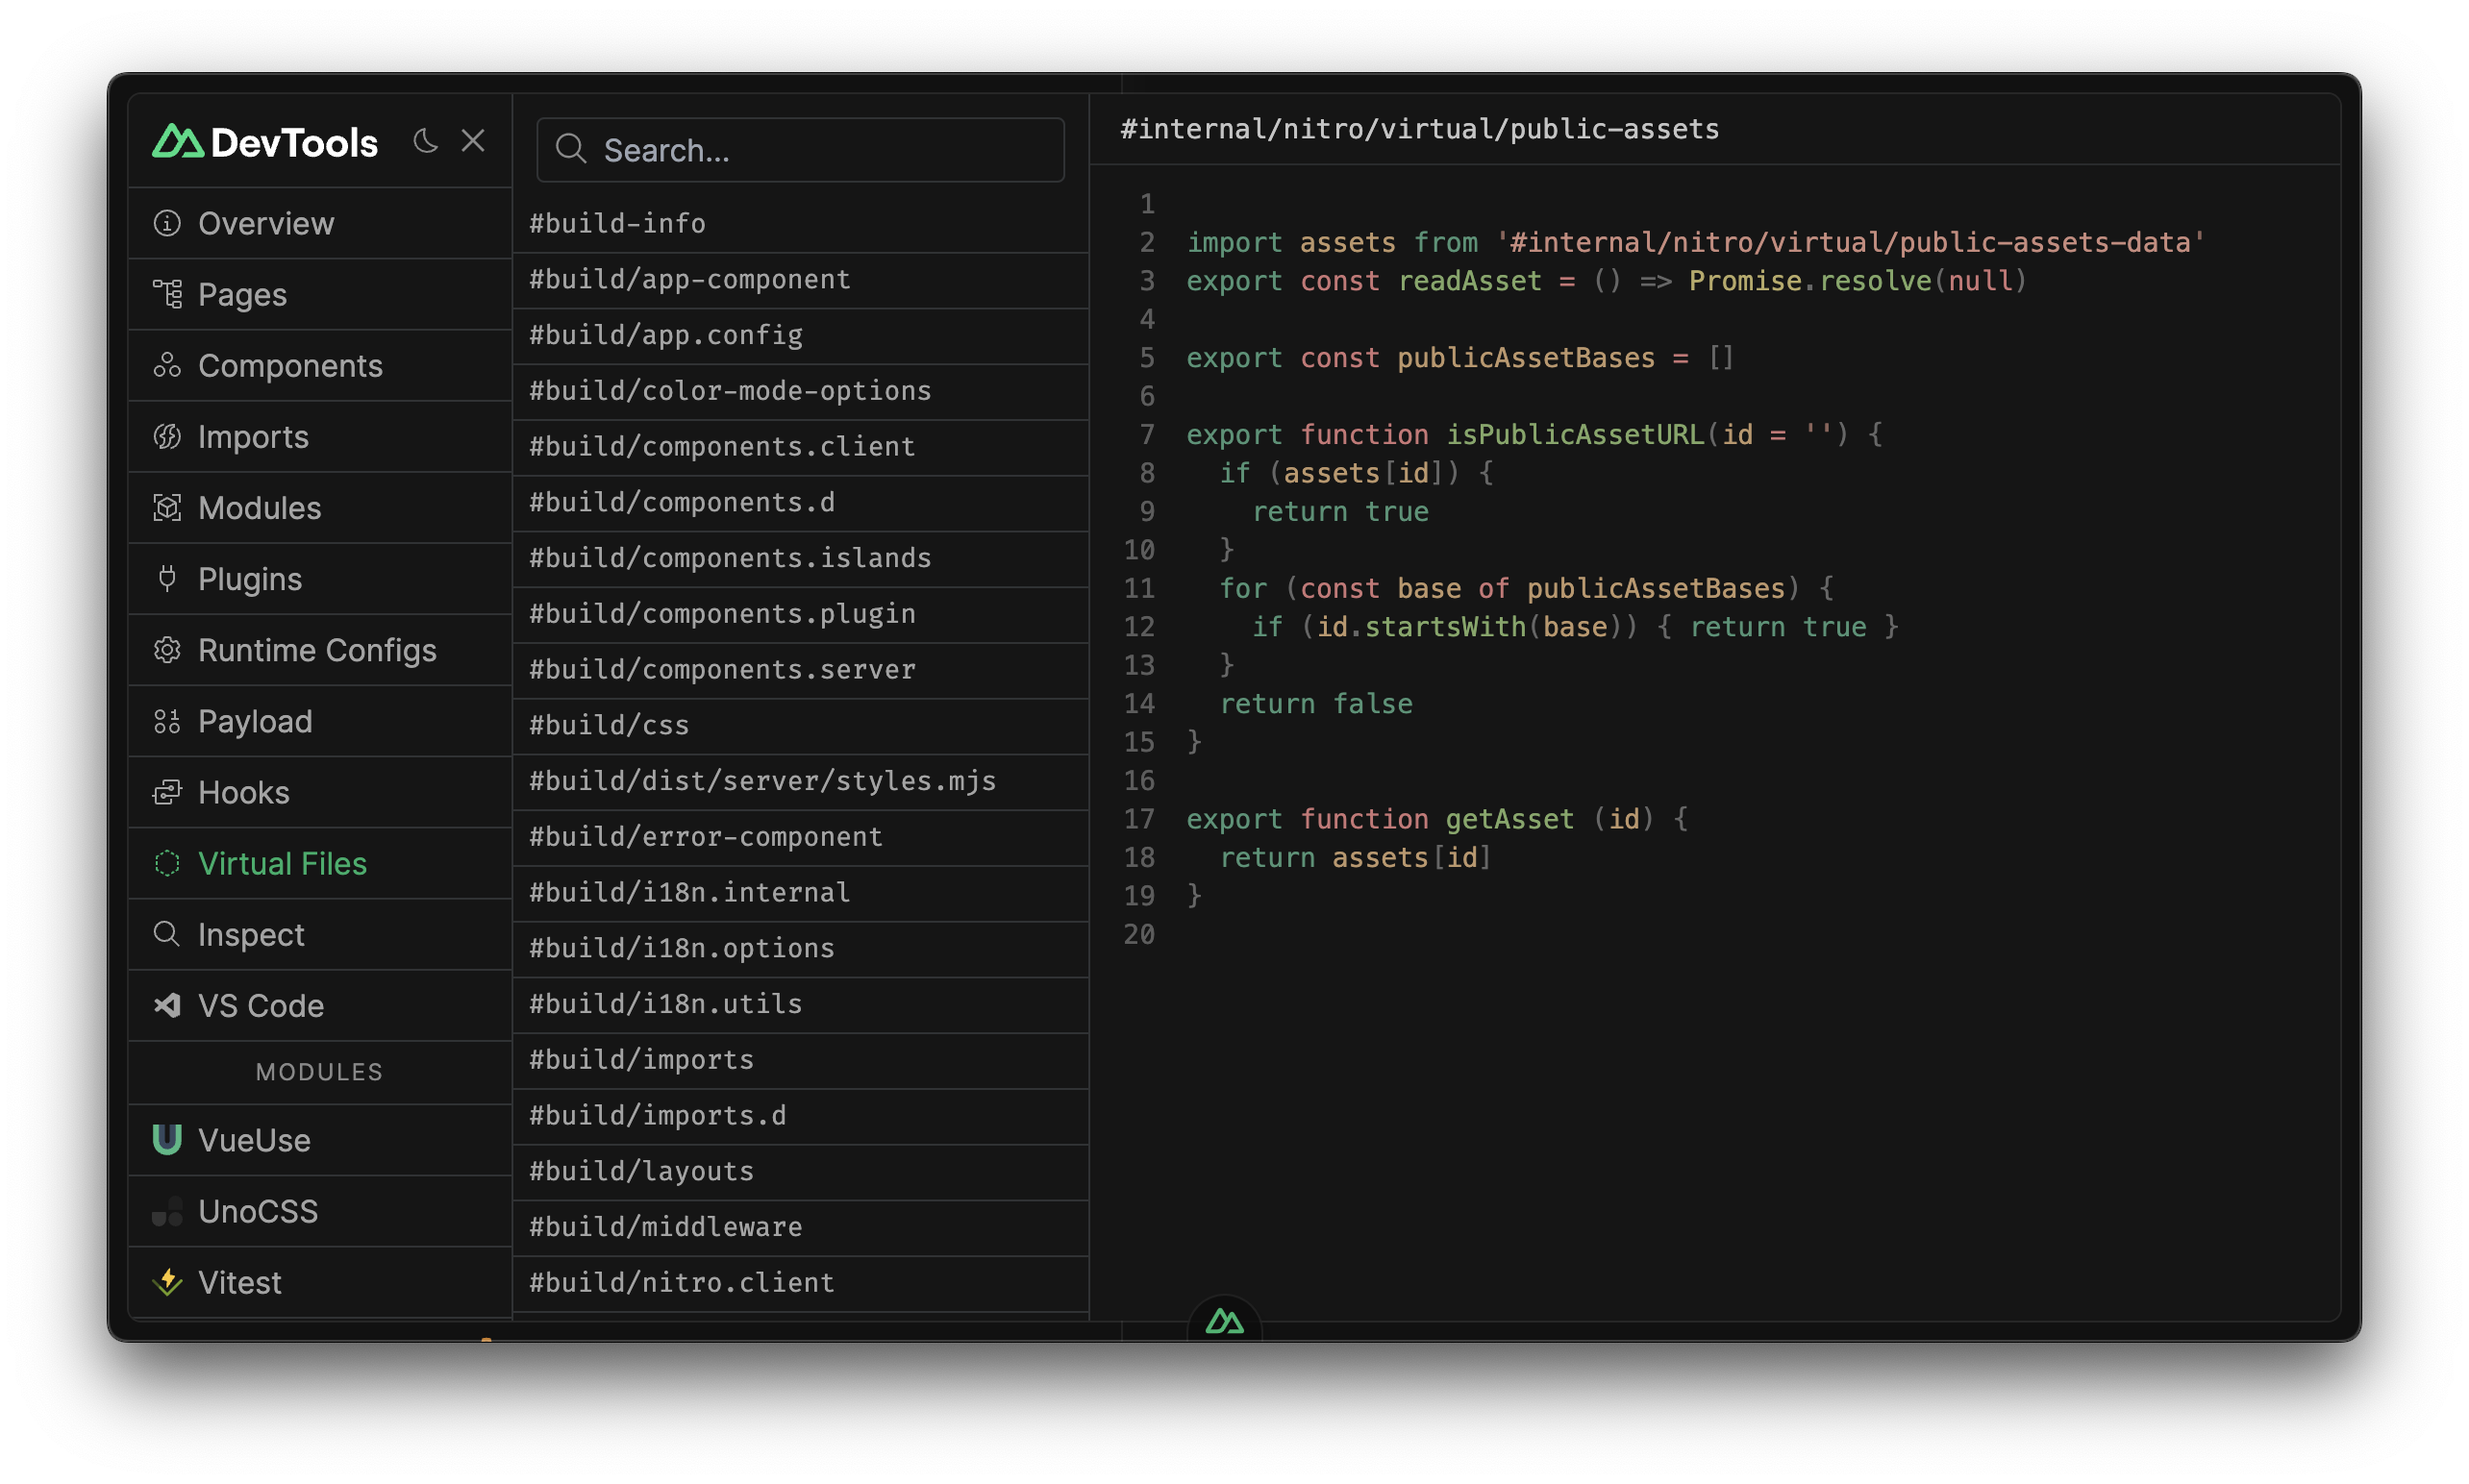 DevTools
Overview
Pages
Components
Imports
Modules
Plugins
Runtime Configs
Payload
Hooks
Virtual Files
Inspect
VS Code
MODULES
VueUse
UnoCSS
Vitest
Search...
#build-info
#build/app-component
#build/app.config
#build/color-mode-options
#build/components.client
#build/components.d
#build/components.islands
#build/components.plugin
#build/components.server
#build/css
#build/dist/server/styles.mjs
#build/error-component
#build/i18n.internal
#build/i18n.options
#build/i18n.utils
#build/imports
#build/imports.d
#build/layouts
#build/middleware
#build/nitro.client
#internal/nitro/virtual/public-assets
1
2 import assets from '#internal/nitro/virtual/public-assets-data'
3 export const readAsset = () => Promise.resolve(null)
4
5 export const publicAssetBases = []
6
7 export function isPublicAssetURL(id = '') {
8   if (assets[id]) {
9     return true
10   }
11   for (const base of publicAssetBases) {
12     if (id.startsWith(base)) { return true }
13   }
14   return false
15 }
16
17 export function getAsset (id) {
18   return assets[id]
19 }
20